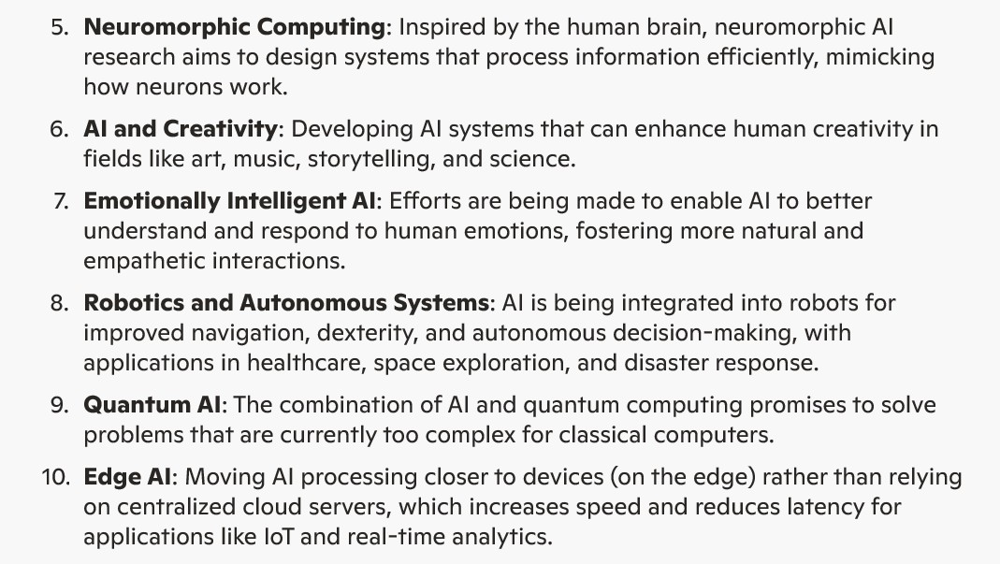 5. Neuromorphic Computing: Inspired by the human brain, neuromorphic AI
research aims to design systems that process information efficiently, mimicking
how neurons work.
6. AI and Creativity: Developing AI systems that can enhance human creativity in
fields like art, music, storytelling, and science.
7. Emotionally Intelligent AI: Efforts are being made to enable AI to better
understand and respond to human emotions, fostering more natural and
empathetic interactions.
8. Robotics and Autonomous Systems: AI is being integrated into robots for
improved navigation, dexterity, and autonomous decision-making, with
applications in healthcare, space exploration, and disaster response.
9. Quantum AI: The combination of AI and quantum computing promises to solve
problems that are currently too complex for classical computers.
10. Edge AI: Moving AI processing closer to devices (on the edge) rather than relying
on centralized cloud servers, which increases speed and reduces latency for
applications like IoT and real-time analytics.